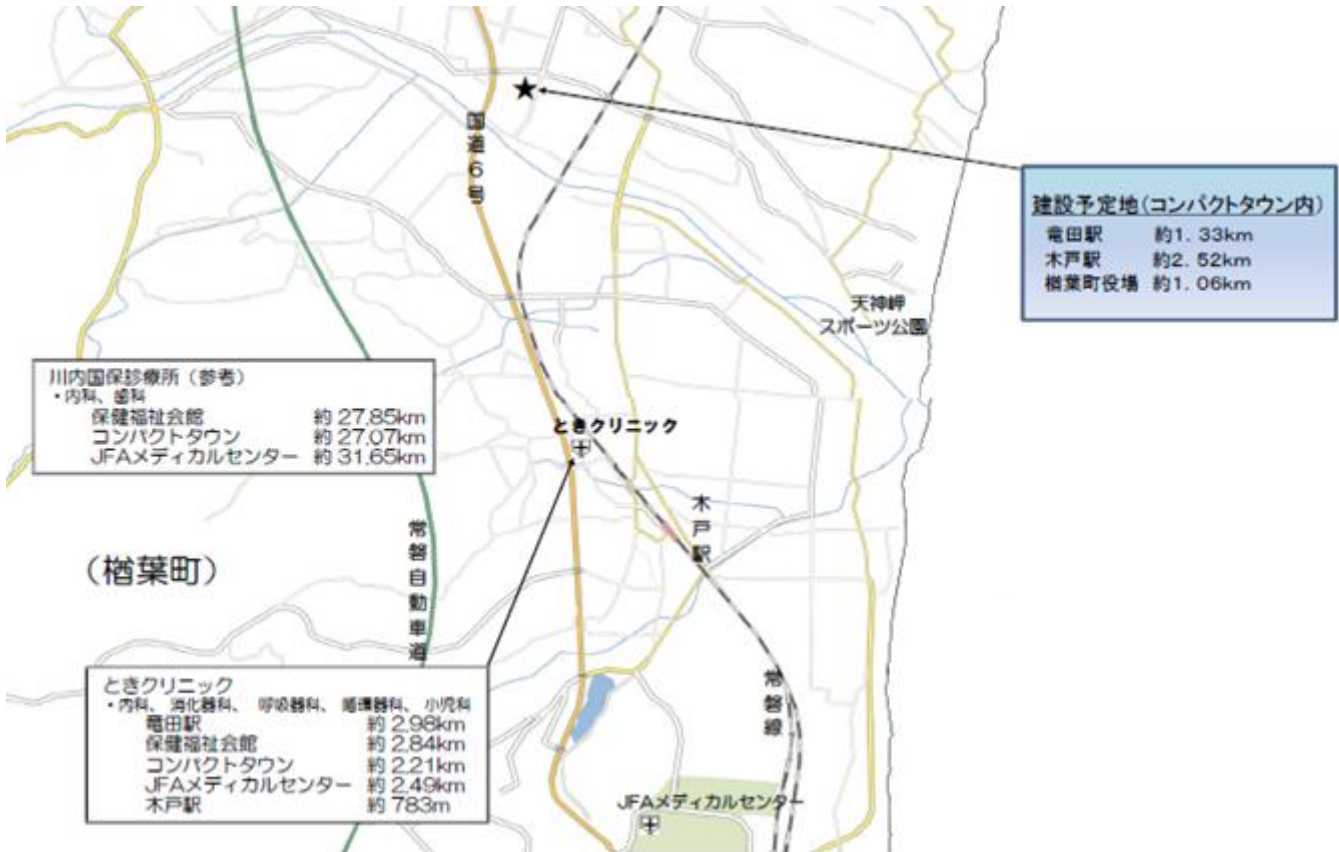 国道6号
建設予定地(コンパクトタウン内)
竜田駅 約1.33km
木戸駅 約2.52km
楢葉町役場 約1.06km
天神岬
スポーツ公園
川内国保診療所（参考）
・内科、歯科
保健福祉会館 約27.85km
コンパクトタウン 約27.07km
JFAメディカルセンター 約31.65km
ときクリニック
木戸駅
常磐自動車道
（楢葉町）
ときクリニック
・内科、消化器科、呼吸器科、循環器科、小児科
竜田駅 約2.98km
保健福祉会館 約2.84km
コンパクトタウン 約2.21km
JFAメディカルセンター 約2.49km
木戸駅 約783m
常磐線
JFAメディカルセンター